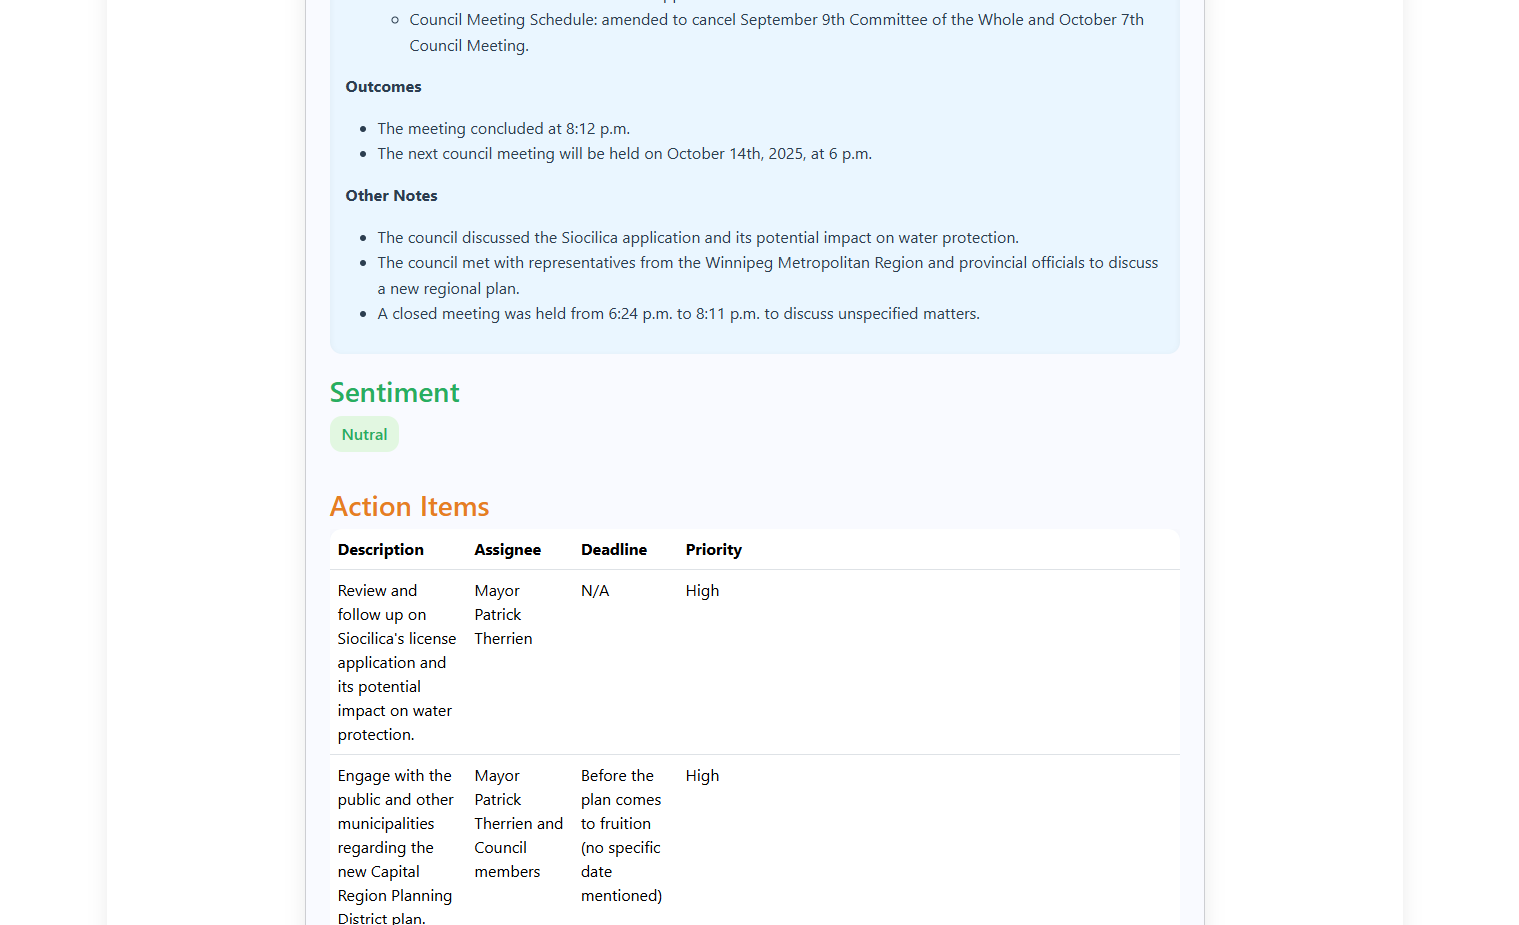 Council Meeting Schedule: amended to cancel September 9th Committee of the Whole and October 7th
Council Meeting.
Outcomes
The meeting concluded at 8:12 p.m.
The next council meeting will be held on October 14th, 2025, at 6 p.m.
Other Notes
The council discussed the Siocilica application and its potential impact on water protection.
The council met with representatives from the Winnipeg Metropolitan Region and provincial officials to discuss
a new regional plan.
A closed meeting was held from 6:24 p.m. to 8:11 p.m. to discuss unspecified matters.
Sentiment
Nutral
Action Items
Description Assignee Deadline Priority
Review and Mayor N/A High
follow up on Patrick
Siocilica's license Therrien
application and
its potential
impact on water
protection.
Engage with the Mayor Before the High
public and other Patrick plan comes
municipalities Therrien and to fruition
regarding the Council (no specific
new Capital members date
Region Planning mentioned)
District plan.